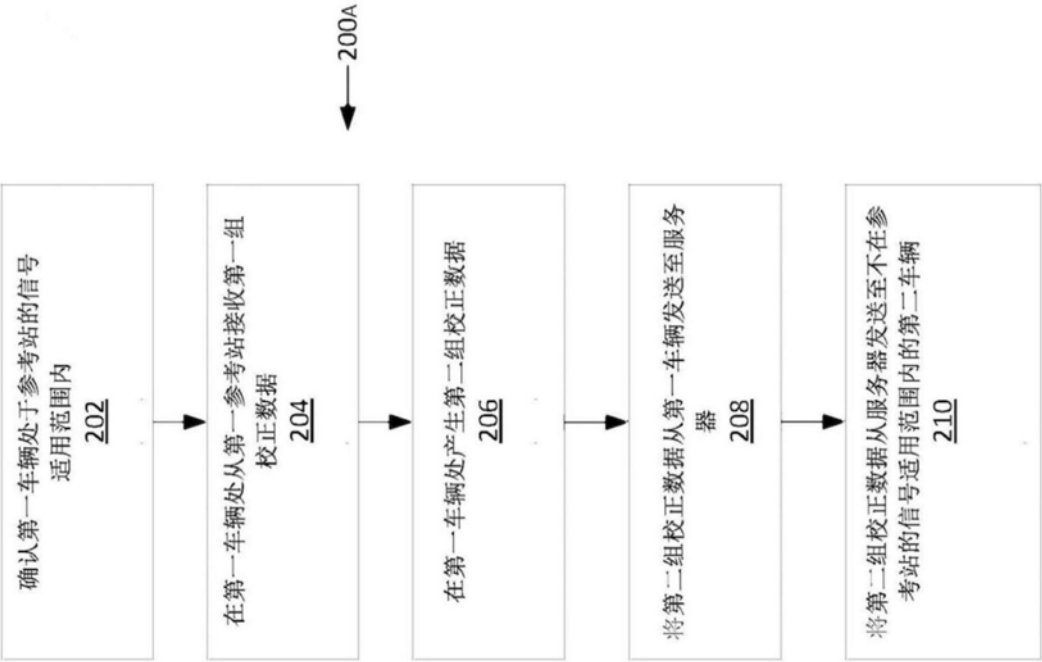 200A
确认第一车辆处于参考站的信号
适用范围内
202
在第一车辆处从第一参考站接收第一组
校正数据
204
在第一车辆处产生第二组校正数据
206
将第二组校正数据从第一车辆发送至服务
器
208
将第二组校正数据从服务器发送至不在参
考站的信号适用范围内的第二车辆
210